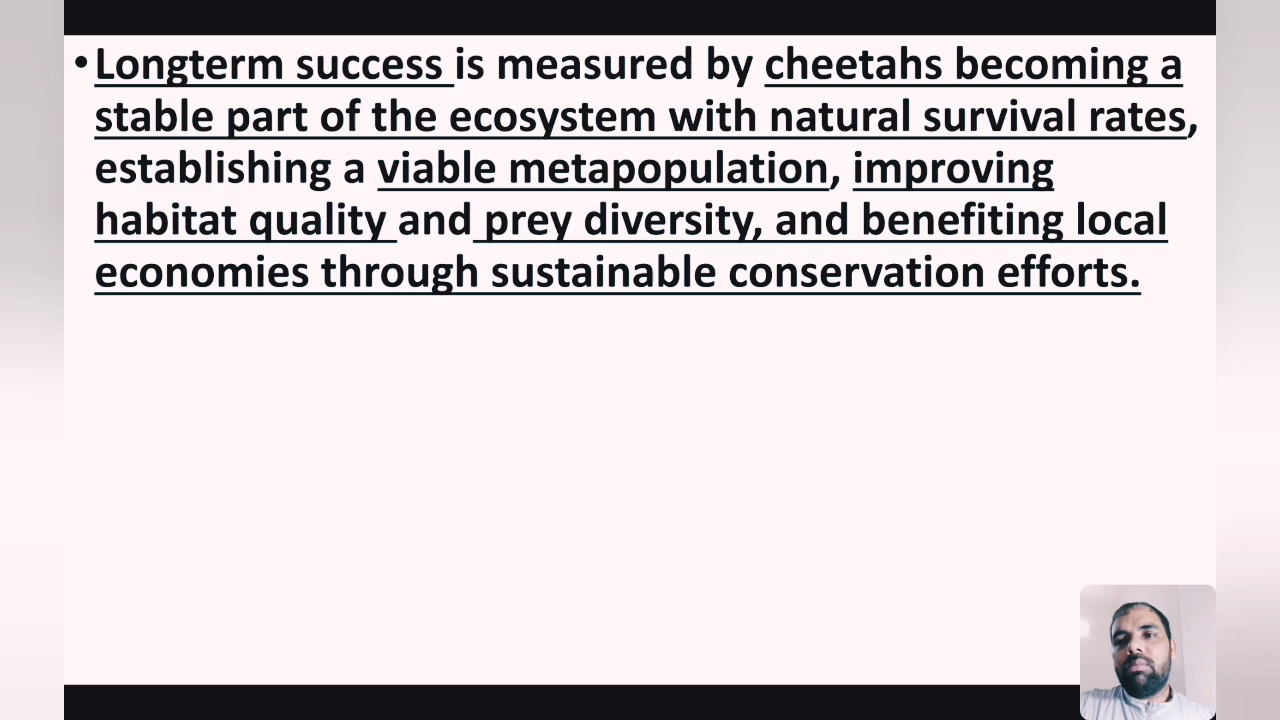 •Longterm success is measured by cheetahs becoming a
stable part of the ecosystem with natural survival rates,
establishing a viable metapopulation, improving
habitat quality and prey diversity, and benefiting local
economies through sustainable conservation efforts.